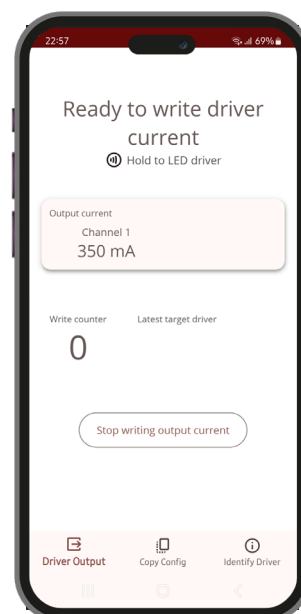 22:57 69%
Ready to write driver
current
Hold to LED driver
Output current
Channel 1
350 mA
Write counter Latest target driver
0
Stop writing output current
Driver Output Copy Config Identify Driver